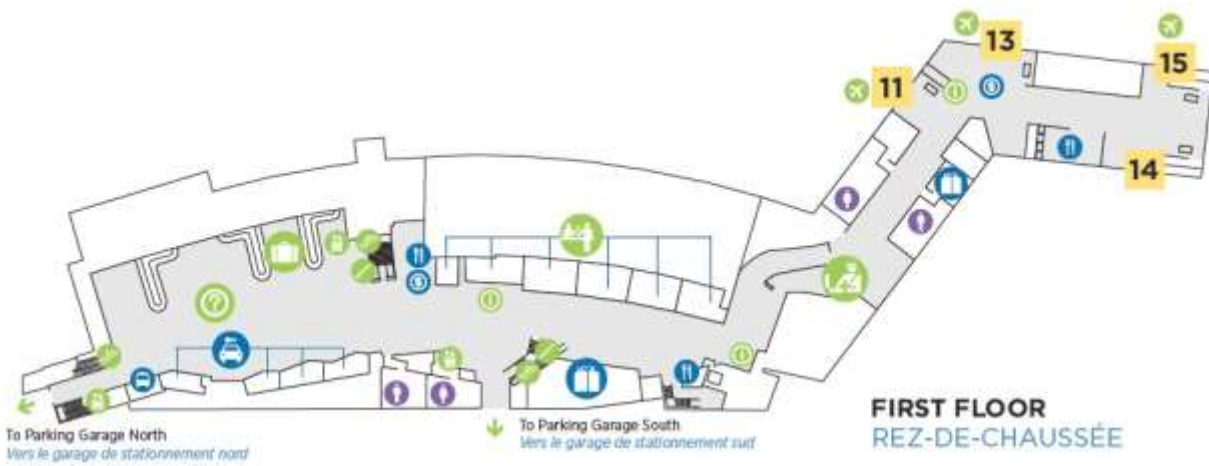 13
15
11
14
To Parking Garage North
Vers le garage de stationnement nord
To Parking Garage South
Vers le garage de stationnement sud
FIRST FLOOR
REZ-DE-CHAUSSÉE